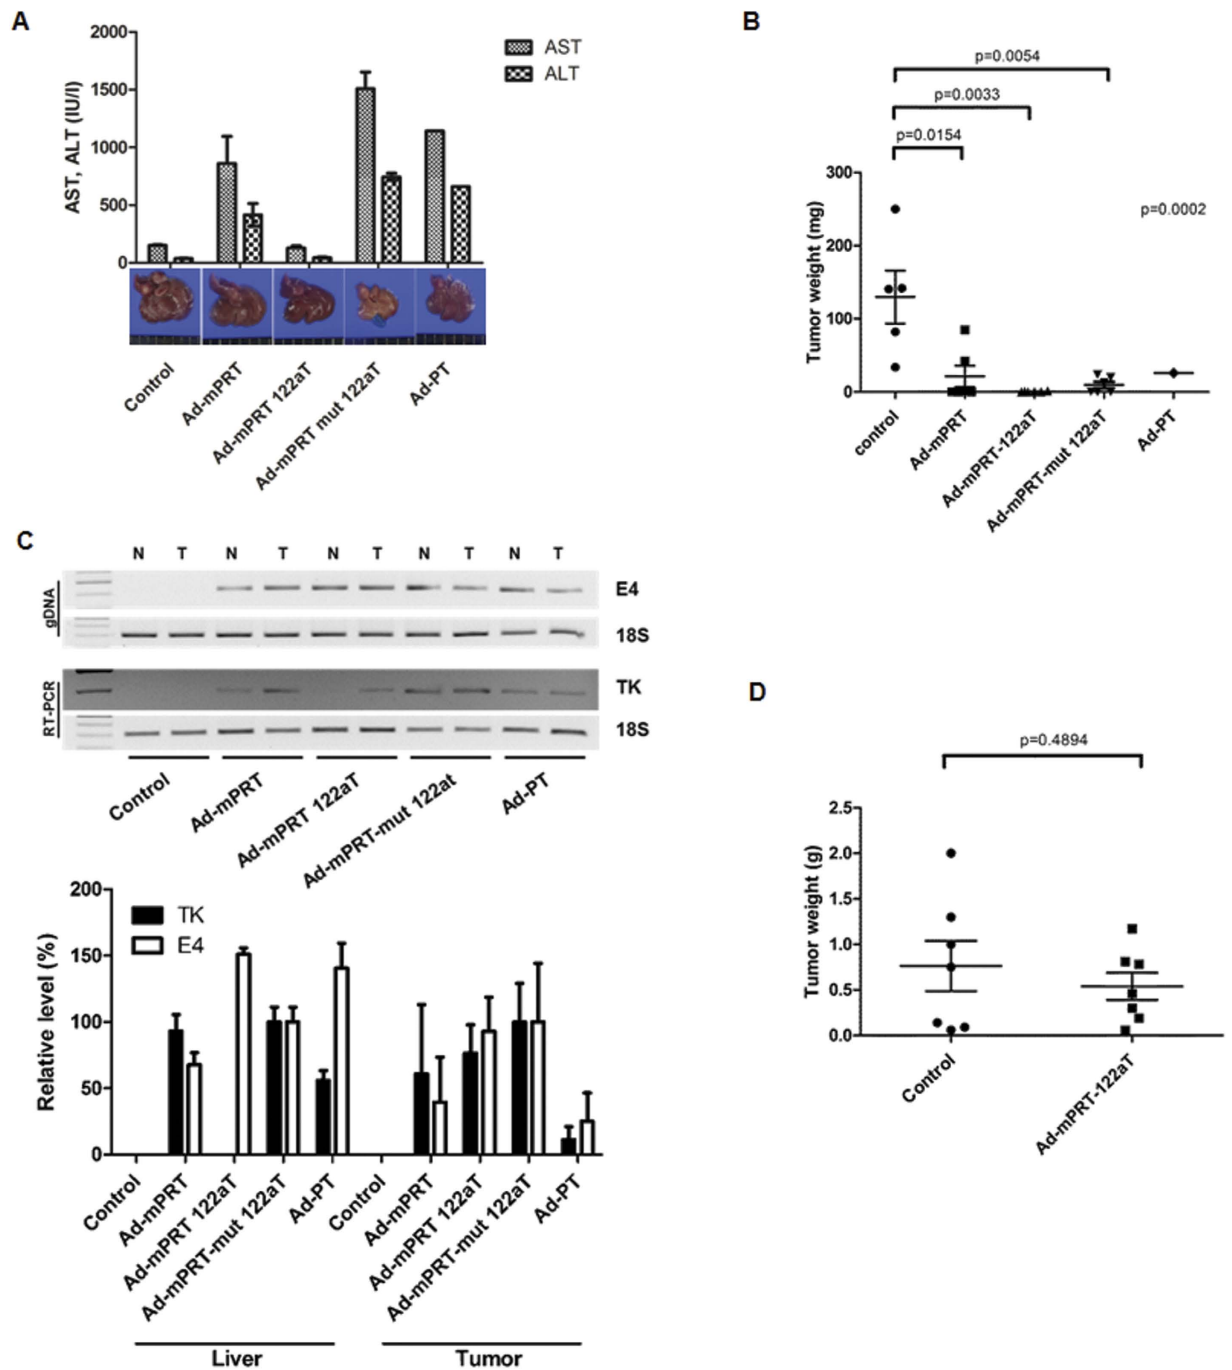 A
2000
1500
1000
500
0
AST, ALT (IU/l)
AST
ALT
Control
Ad-mPRT
Ad-mPRT 122aT
Ad-mPRT mut 122aT
Ad-PT
B
p=0.0054
p=0.0033
p=0.0154
p=0.0002
300
200
100
0
Tumor weight (mg)
control
Ad-mPRT
Ad-mPRT-122aT
Ad-mPRT-mut 122aT
Ad-PT
C
N T N T N T N T N T
gDNA
E4
18S
RT-PCR
TK
18S
Control
Ad-mPRT
Ad-mPRT 122aT
Ad-mPRT-mut 122at
Ad-PT
200
150
100
50
0
Relative level (%)
TK
E4
Control
Ad-mPRT
Ad-mPRT 122aT
Ad-mPRT-mut 122aT
Ad-PT
Control
Ad-mPRT
Ad-mPRT 122aT
Ad-mPRT-mut 122aT
Ad-PT
Liver
Tumor
D
p=0.4894
2.5
2.0
1.5
1.0
0.5
0.0
Tumor weight (g)
Control
Ad-mPRT-122aT